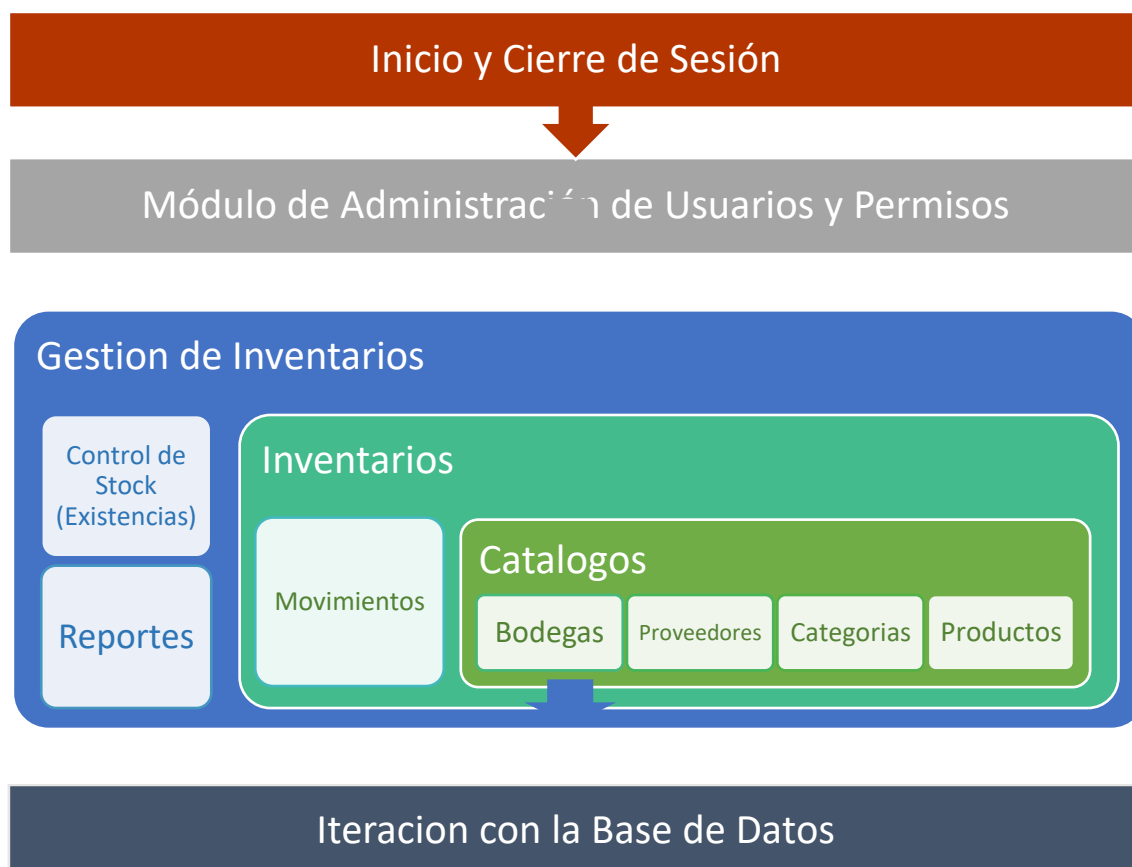 Inicio y Cierre de Sesión
Módulo de Administración de Usuarios y Permisos
Gestion de Inventarios
Control de
Stock
(Existencias)
Reportes
Inventarios
Movimientos
Catalogos
Bodegas
Proveedores
Categorias
Productos
Iteracion con la Base de Datos